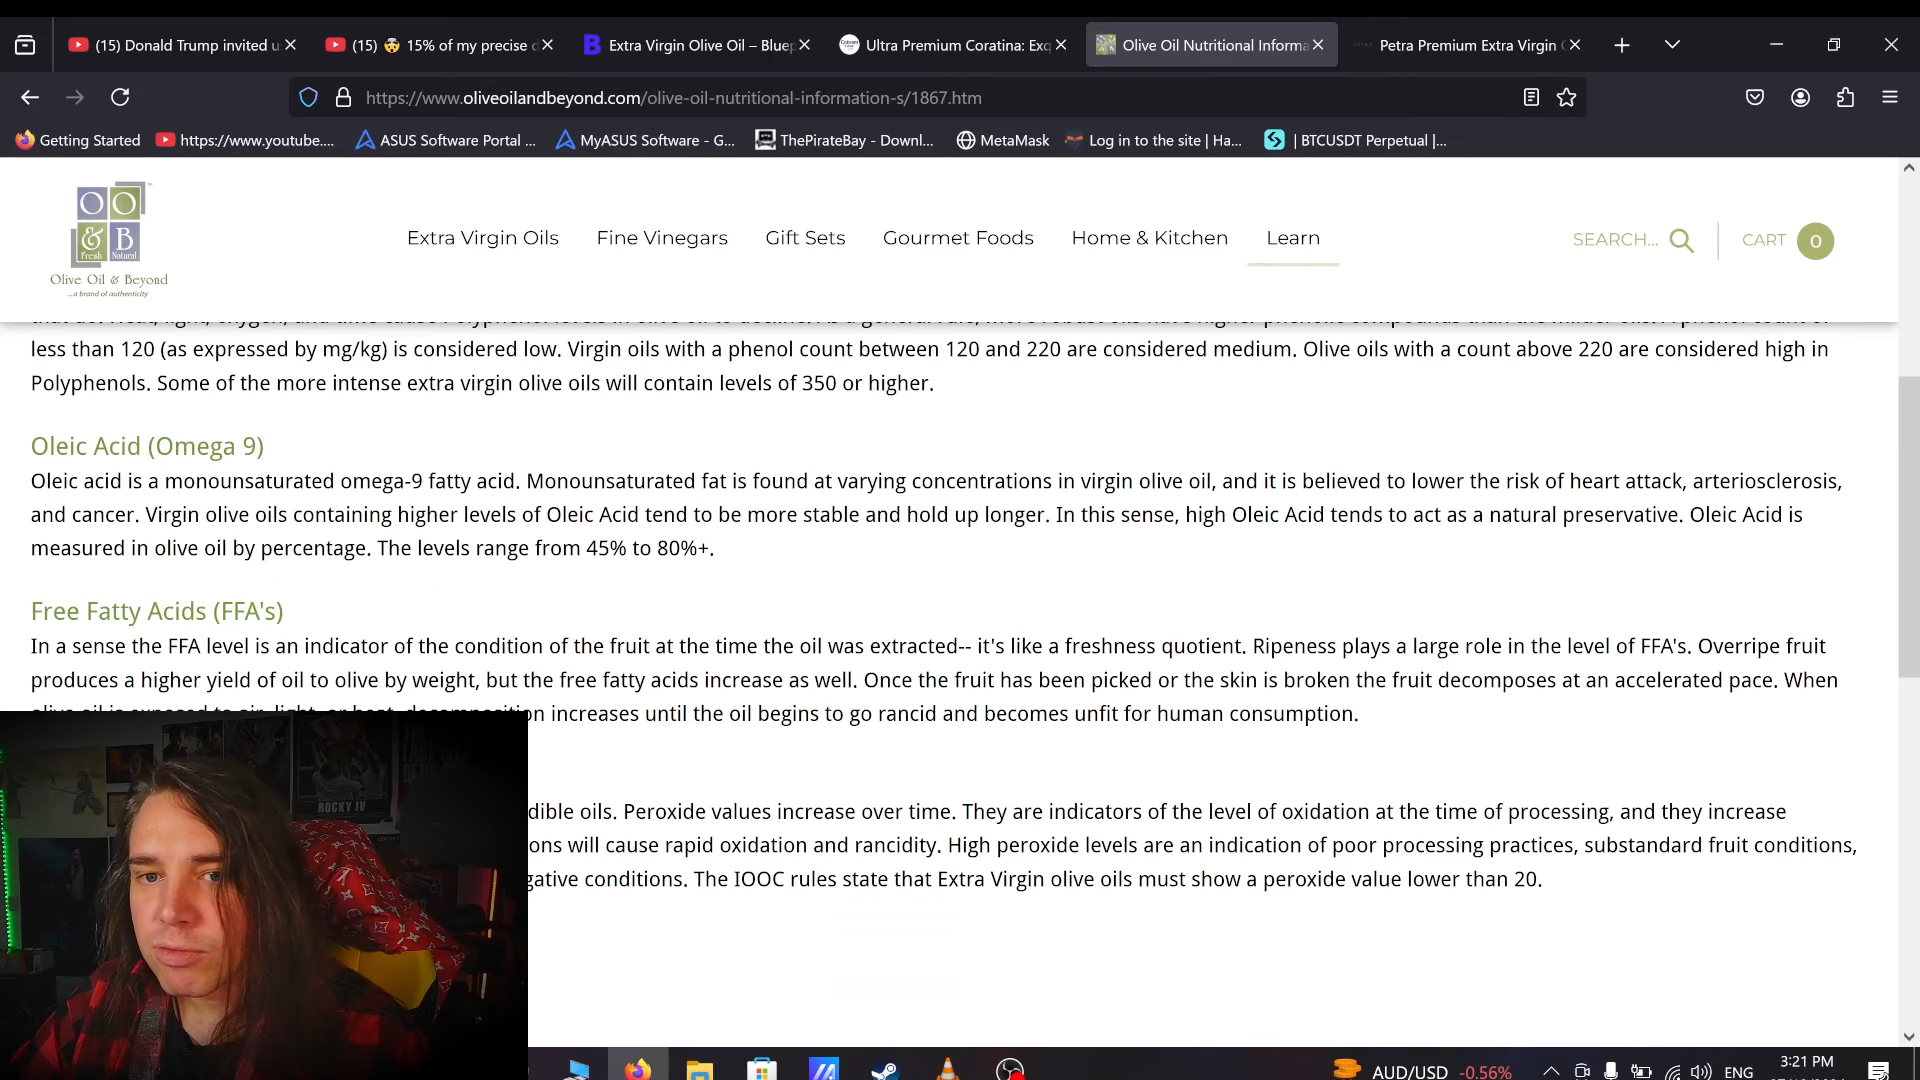 (15) Donald Trump invited u
(15) 🤯 15% of my precise d
Extra Virgin Olive Oil – Bluep
Ultra Premium Coratina: Exq
Olive Oil Nutritional Informa
Petra Premium Extra Virgin
https://www.oliveoilandbeyond.com/olive-oil-nutritional-information-s/1867.htm
Getting Started
https://www.youtube....
ASUS Software Portal ...
MyASUS Software - G...
ThePirateBay - Downl...
MetaMask
Log in to the site | Ha...
| BTCUSDT Perpetual |...
OO
& B
Fresh Natural
Olive Oil & Beyond
...a brand of authenticity
Extra Virgin Oils
Fine Vinegars
Gift Sets
Gourmet Foods
Home & Kitchen
Learn
SEARCH...
CART 0
less than 120 (as expressed by mg/kg) is considered low. Virgin oils with a phenol count between 120 and 220 are considered medium. Olive oils with a count above 220 are considered high in
Polyphenols. Some of the more intense extra virgin olive oils will contain levels of 350 or higher.
Oleic Acid (Omega 9)
Oleic acid is a monounsaturated omega-9 fatty acid. Monounsaturated fat is found at varying concentrations in virgin olive oil, and it is believed to lower the risk of heart attack, arteriosclerosis,
and cancer. Virgin olive oils containing higher levels of Oleic Acid tend to be more stable and hold up longer. In this sense, high Oleic Acid tends to act as a natural preservative. Oleic Acid is
measured in olive oil by percentage. The levels range from 45% to 80%+.
Free Fatty Acids (FFA's)
In a sense the FFA level is an indicator of the condition of the fruit at the time the oil was extracted-- it's like a freshness quotient. Ripeness plays a large role in the level of FFA's. Overripe fruit
produces a higher yield of oil to olive by weight, but the free fatty acids increase as well. Once the fruit has been picked or the skin is broken the fruit decomposes at an accelerated pace. When
increases until the oil begins to go rancid and becomes unfit for human consumption.
dible oils. Peroxide values increase over time. They are indicators of the level of oxidation at the time of processing, and they increase
ons will cause rapid oxidation and rancidity. High peroxide levels are an indication of poor processing practices, substandard fruit conditions,
gative conditions. The IOOC rules state that Extra Virgin olive oils must show a peroxide value lower than 20.
ROCKY IV
AUD/USD -0.56%
ENG
3:21 PM